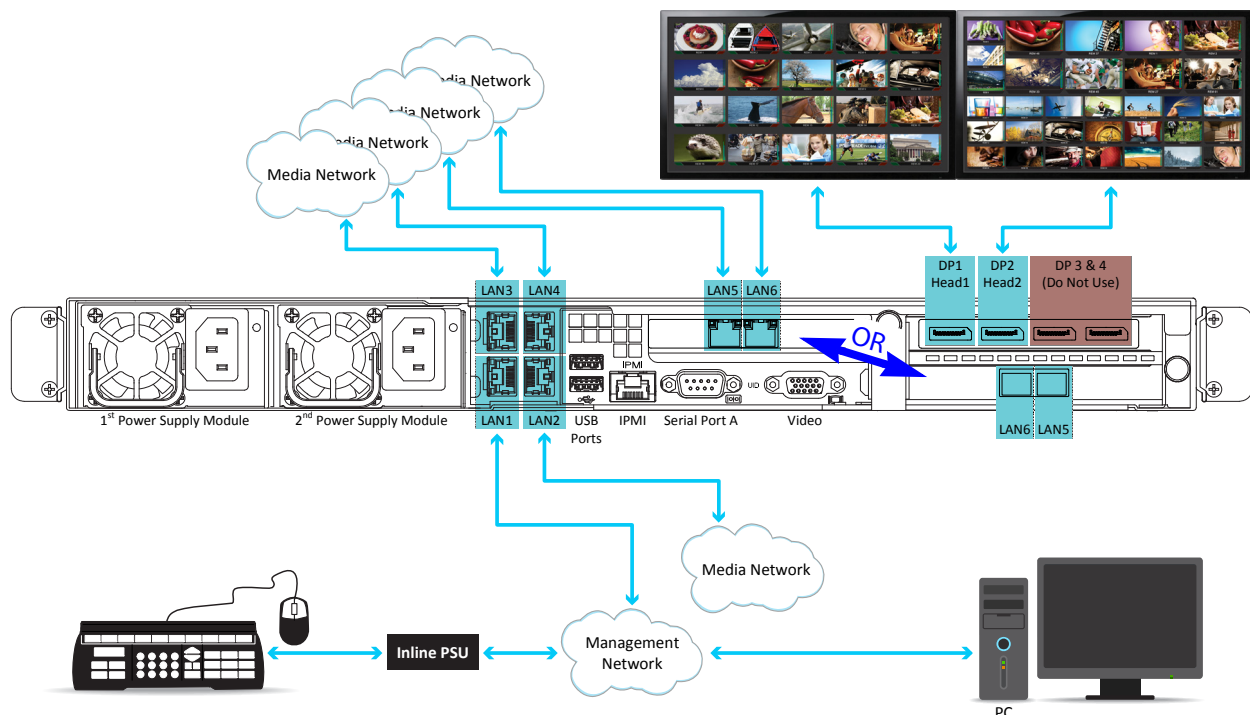 Media Network
Media Network
Media Network
Media Network
DP1
Head1
DP2
Head2
DP 3 & 4
(Do Not Use)
LAN3
LAN4
LAN5
LAN6
OR
IPMI
UID
1st Power Supply Module
2nd Power Supply Module
LAN1
LAN2
USB
Ports
IPMI
Serial Port A
Video
LAN6
LAN5
Media Network
Inline PSU
Management
Network
PC